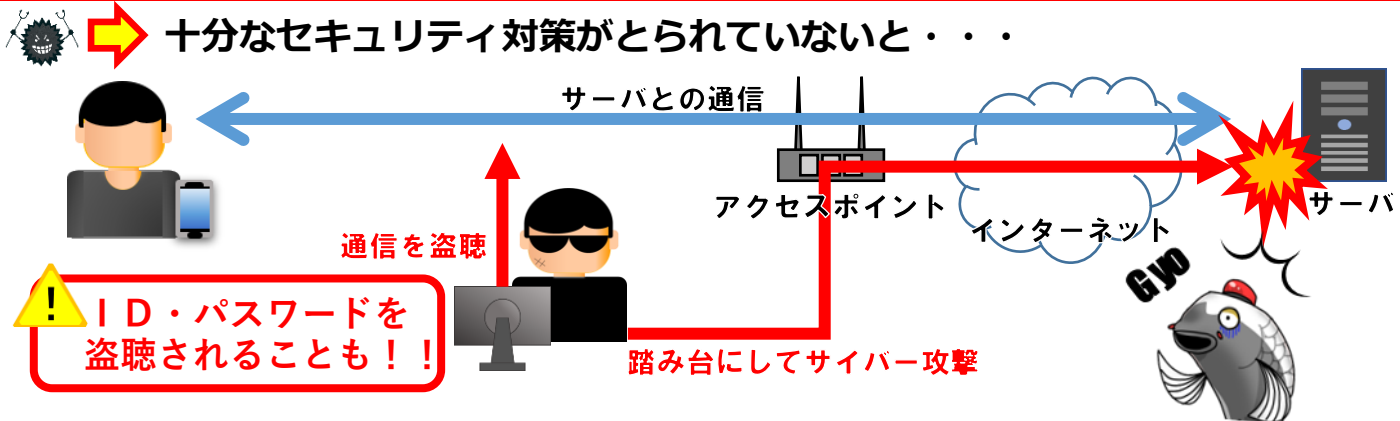 十分なセキュリティ対策がとられていないと・・・
サーバとの通信
アクセスポイント
インターネット
サーバ
通信を盗聴
Gyo
!
ＩＤ・パスワードを
盗聴されることも！！
踏み台にしてサイバー攻撃